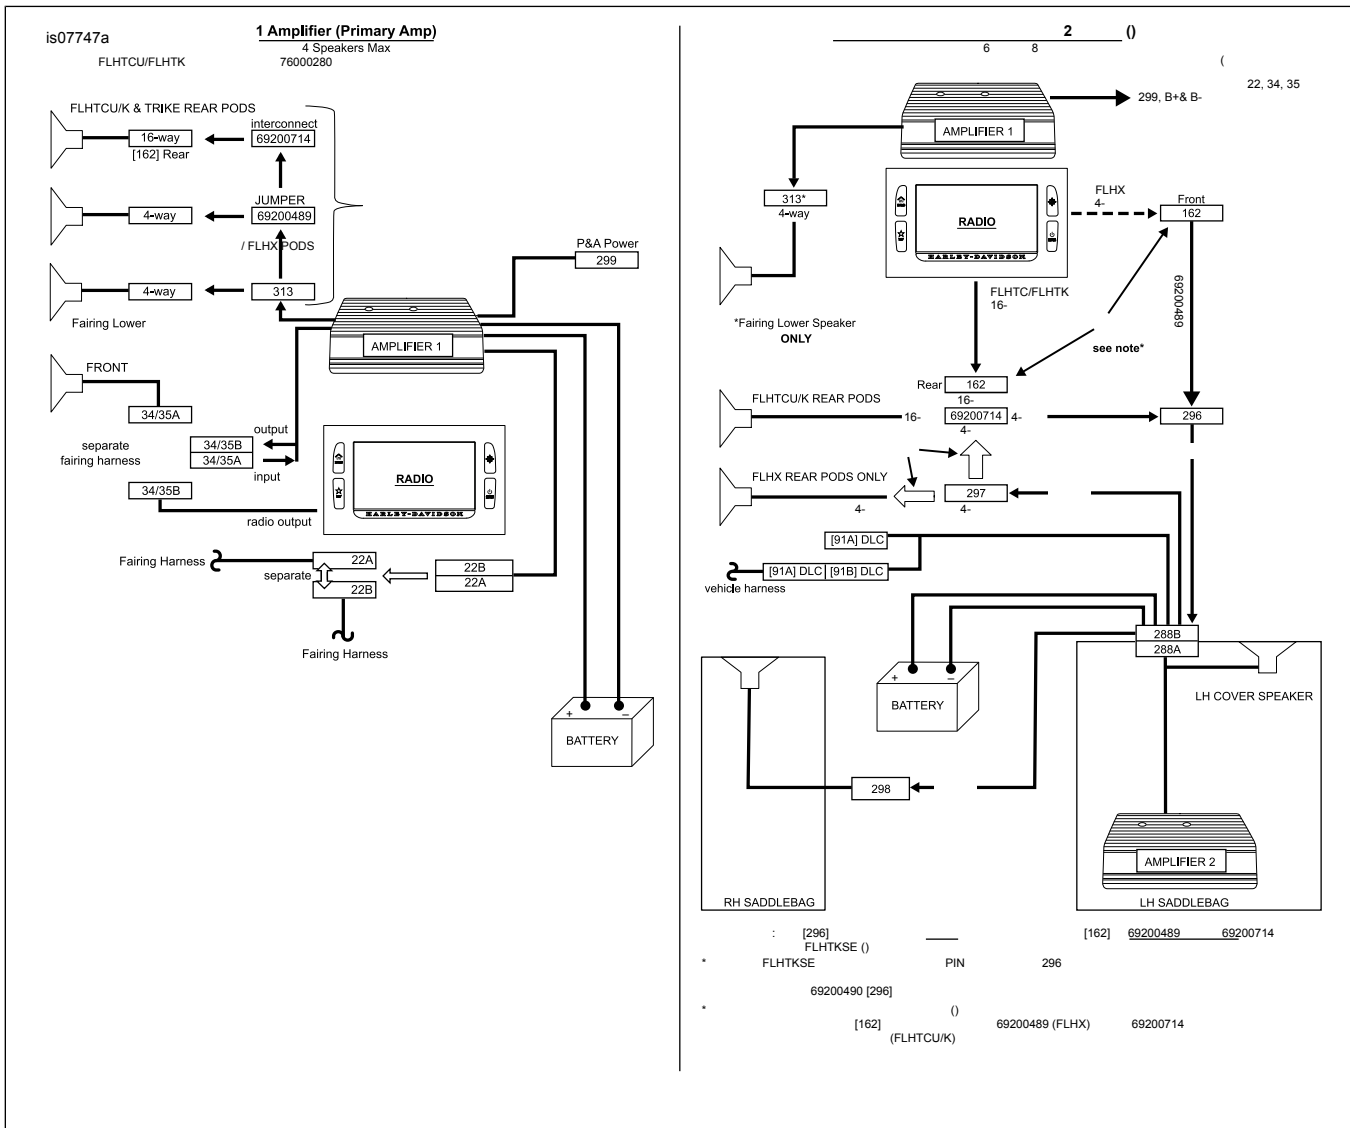 is07747a
1 Amplifier (Primary Amp)
4 Speakers Max
FLHTCU/FLHTK 76000280
FLHTCU/K & TRIKE REAR PODS
interconnect
16-way
69200714
[162] Rear
JUMPER
4-way
69200489
/ FLHX PODS
P&A Power
299
4-way
313
Fairing Lower
AMPLIFIER 1
FRONT
34/35A
output
separate
fairing harness
34/35B
34/35A
input
34/35B
radio output
RADIO
HARLEY-DAVIDSON
Fairing Harness
22A
separate
22B
22B
22A
Fairing Harness
+ –
BATTERY
2 ()
6 8
(
22, 34, 35
299, B+& B-
AMPLIFIER 1
313*
4-way
RADIO
HARLEY-DAVIDSON
FLHX
4-
Front
162
69200489
FLHTC/FLHTK
16-
*Fairing Lower Speaker
ONLY
see note*
Rear
162
16-
FLHTCU/K REAR PODS
16-
69200714
4-
4-
296
FLHX REAR PODS ONLY
4-
297
4-
[91A] DLC
[91A] DLC
[91B] DLC
vehicle harness
288B
288A
+ –
BATTERY
LH COVER SPEAKER
298
AMPLIFIER 2
RH SADDLEBAG
LH SADDLEBAG
: [296] [162] 69200489 69200714
FLHTKSE ()
* FLHTKSE PIN 296
69200490 [296]
* ()
[162] 69200489 (FLHX) 69200714
(FLHTCU/K)